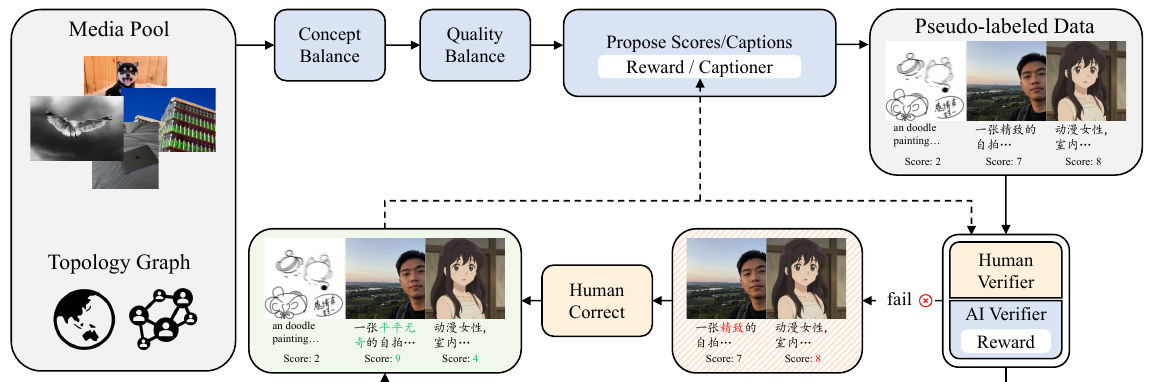 Media Pool
Topology Graph
Concept
Balance
Quality
Balance
Propose Scores/Captions
Reward / Captioner
Pseudo-labeled Data
an doodle
painting…
Score: 2
一张精致的
自拍…
Score: 7
动漫女性，
室内…
Score: 8
Human
Verifier
AI Verifier
Reward
fail
一张精致的
自拍…
Score: 7
动漫女性，
室内…
Score: 8
Human
Correct
an doodle
painting…
Score: 2
一张平平无
奇的自拍…
Score: 9
动漫女性，
室内…
Score: 4